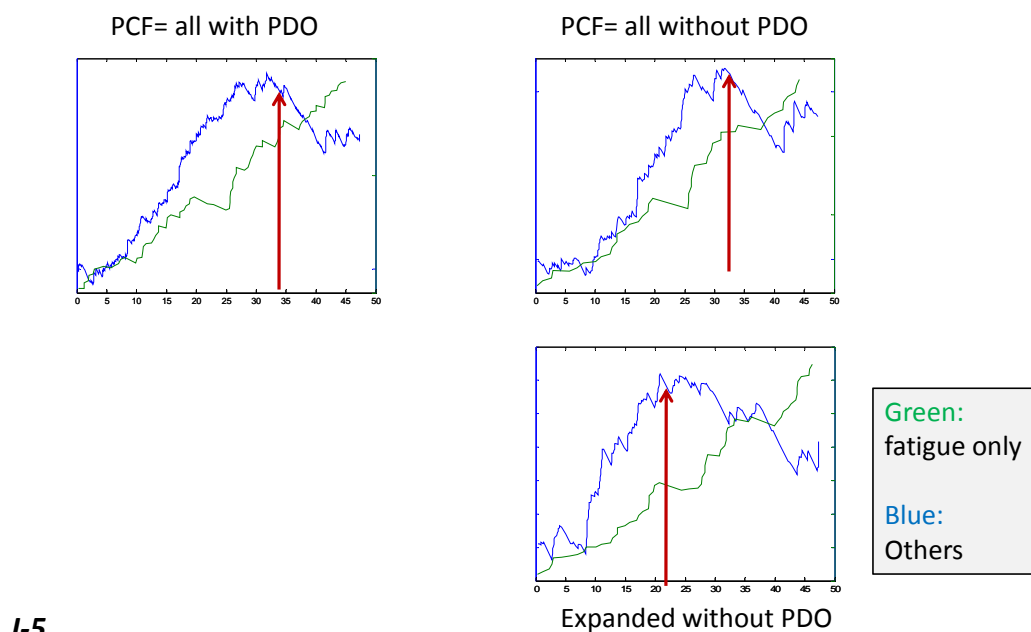 PCF= all with PDO
PCF= all without PDO
0 5 10 15 20 25 30 35 40 45 50
0 5 10 15 20 25 30 35 40 45 50
0 5 10 15 20 25 30 35 40 45 50
Green:
fatigue only
Blue:
Others
Expanded without PDO
I-5